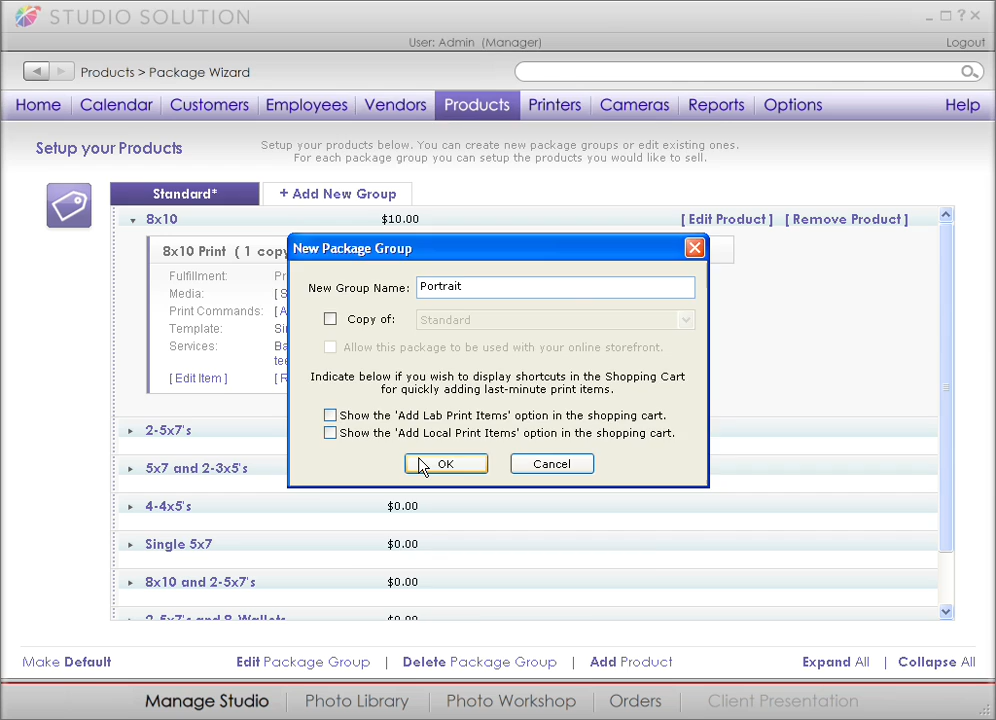 STUDIO SOLUTION
User: Admin (Manager)
Logout
Products > Package Wizard
Home Calendar Customers Employees Vendors Products Printers Cameras Reports Options Help
Setup your Products
Setup your products below. You can create new package groups or edit existing ones.
For each package group you can setup the products you would like to sell.
Standard* + Add New Group
8x10 $10.00 [ Edit Product ] [ Remove Product ]
8x10 Print ( 1 copy
New Package Group
New Group Name: Portrait
Copy of: Standard
Allow this package to be used with your online storefront.
Indicate below if you wish to display shortcuts in the Shopping Cart
for quickly adding last-minute print items.
Show the 'Add Lab Print Items' option in the shopping cart.
Show the 'Add Local Print Items' option in the shopping cart.
OK Cancel
Fulfillment:
Media:
Print Commands:
Template:
Services:
[ Edit Item ]
2-5x7's
5x7 and 2-3x5's
4-4x5's $0.00
Single 5x7 $0.00
8x10 and 2-5x7's $0.00
2-5x7's and 8 Wallets $0.00
Make Default Edit Package Group | Delete Package Group | Add Product Expand All | Collapse All
Manage Studio Photo Library Photo Workshop Orders Client Presentation